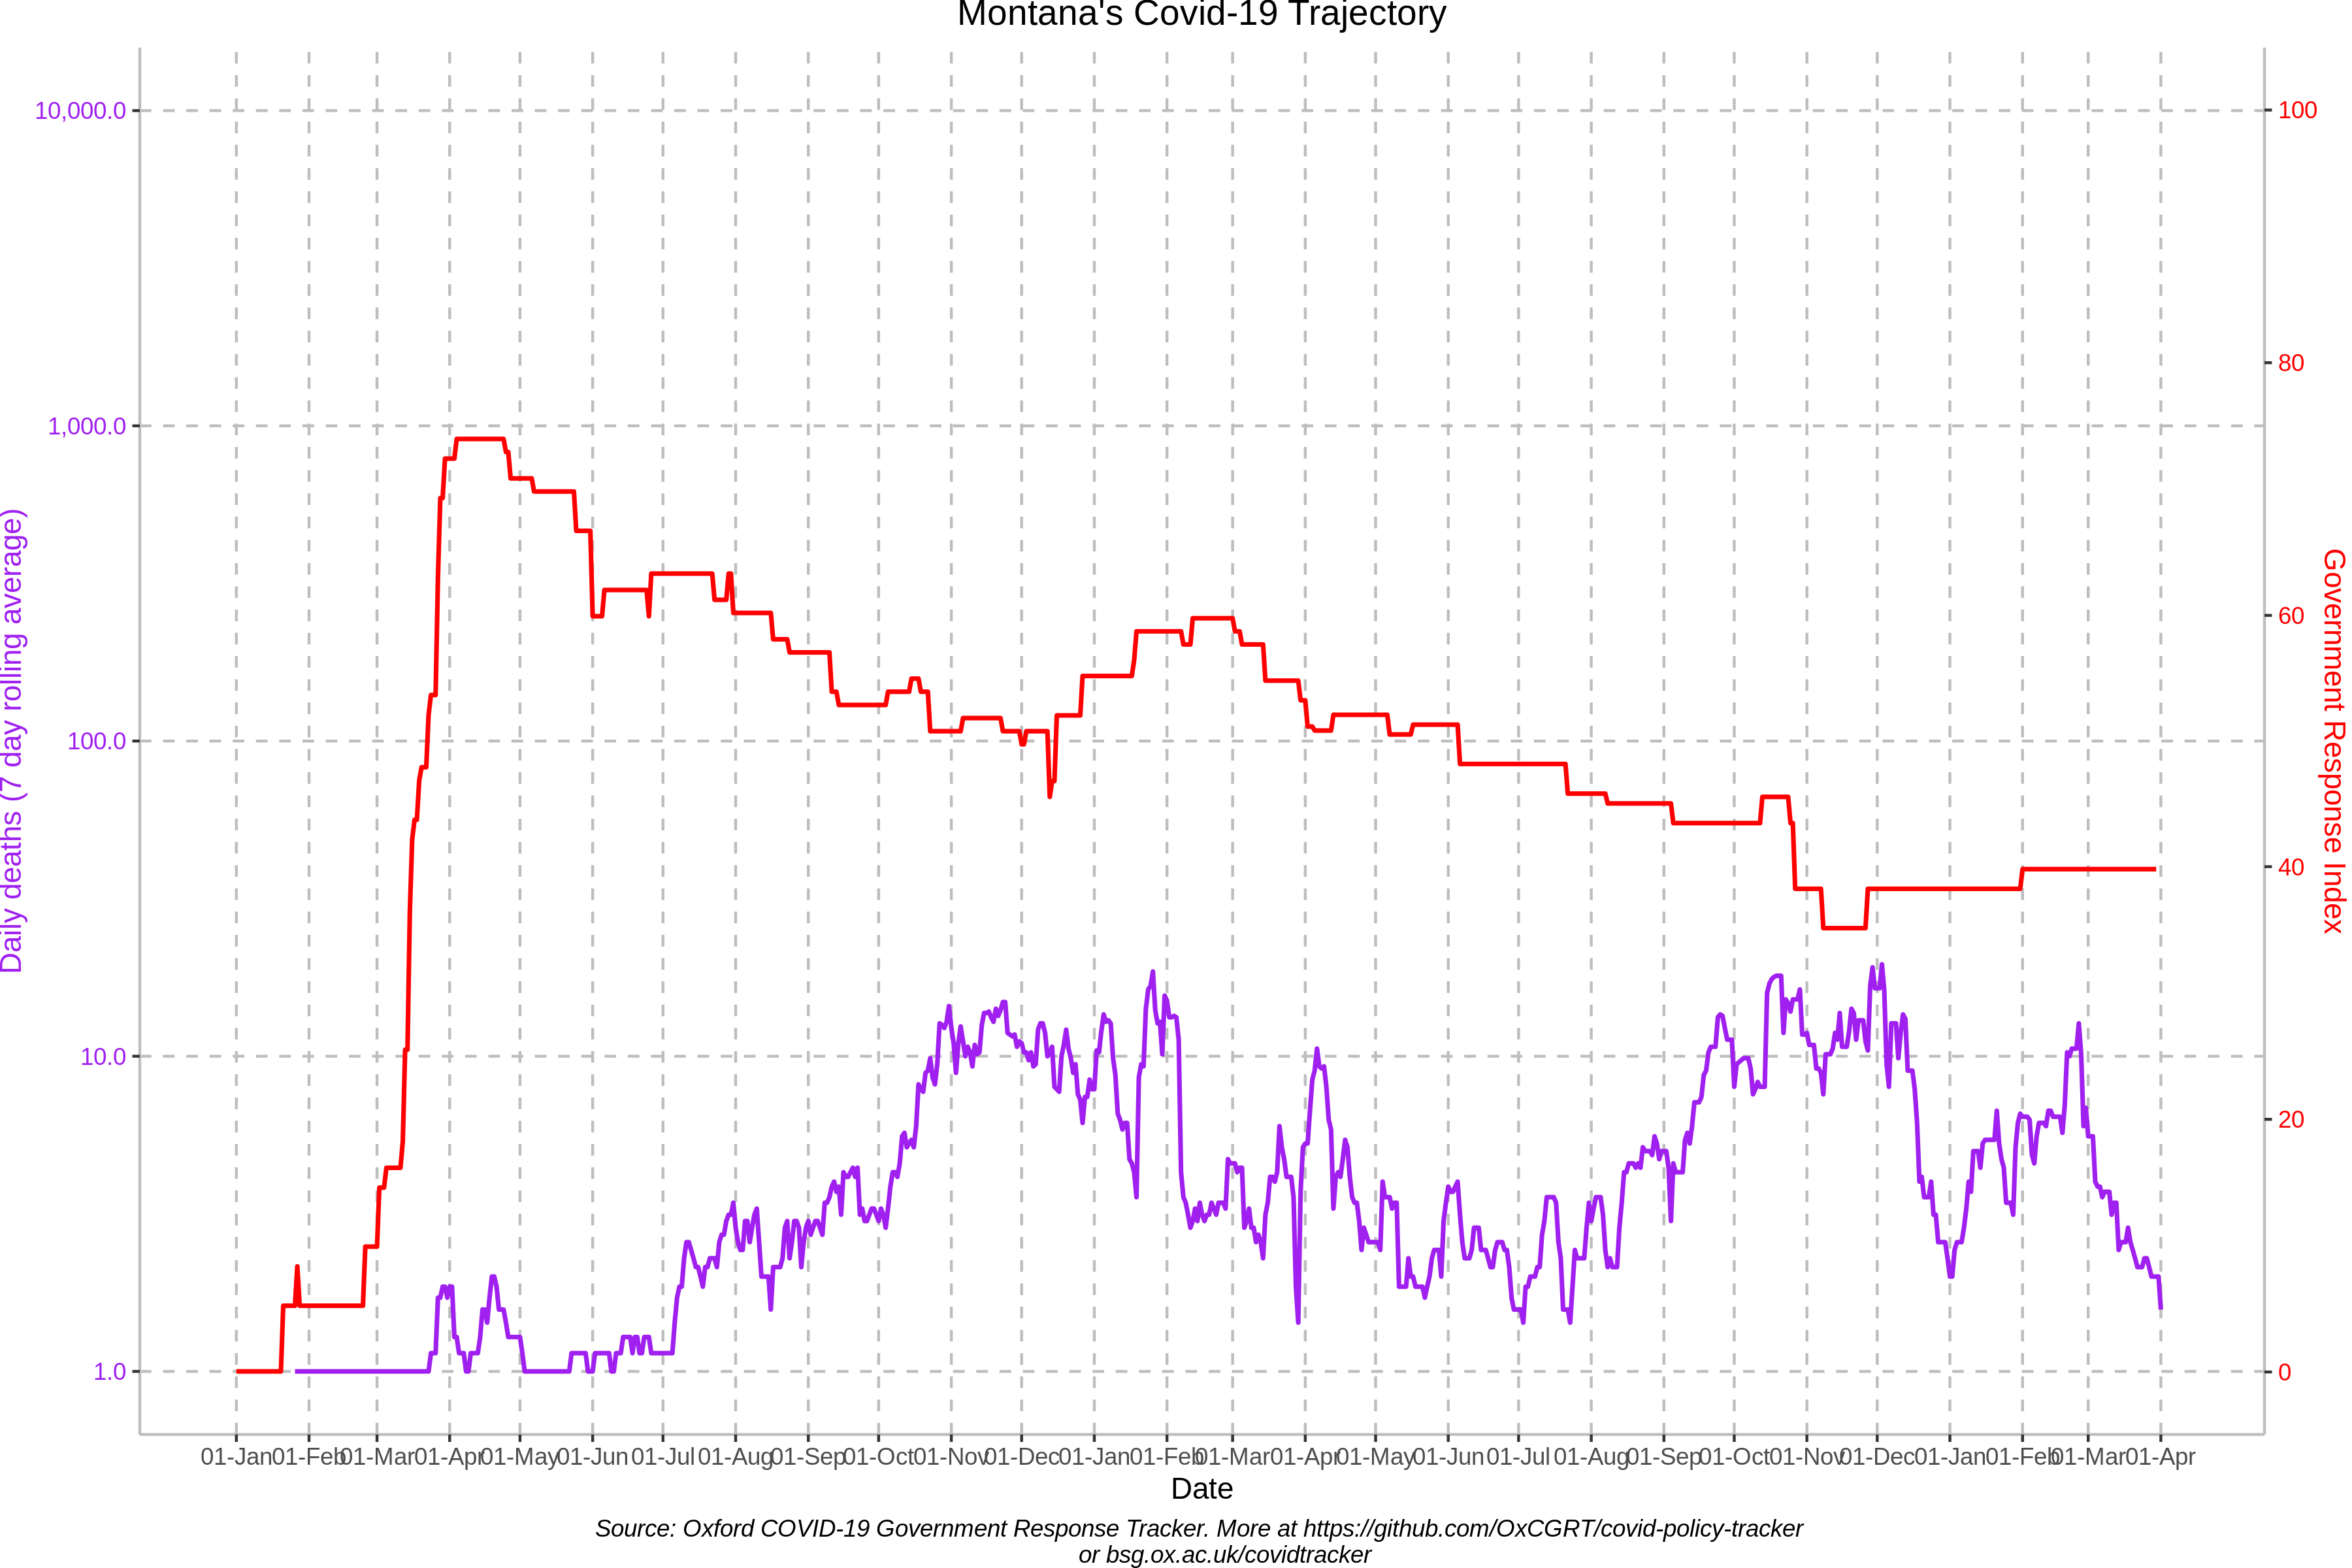 Montana's Covid-19 Trajectory
10,000.0
1,000.0
100.0
10.0
1.0
Daily deaths (7 day rolling average)
100
80
60
40
20
0
Government Response Index
01-Jan 01-Feb 01-Mar 01-Apr 01-May 01-Jun 01-Jul 01-Aug 01-Sep 01-Oct 01-Nov 01-Dec 01-Jan 01-Feb 01-Mar 01-Apr 01-May 01-Jun 01-Jul 01-Aug 01-Sep 01-Oct 01-Nov 01-Dec 01-Jan 01-Feb 01-Mar 01-Apr
Date
Source: Oxford COVID-19 Government Response Tracker. More at https://github.com/OxCGRT/covid-policy-tracker
or bsg.ox.ac.uk/covidtracker